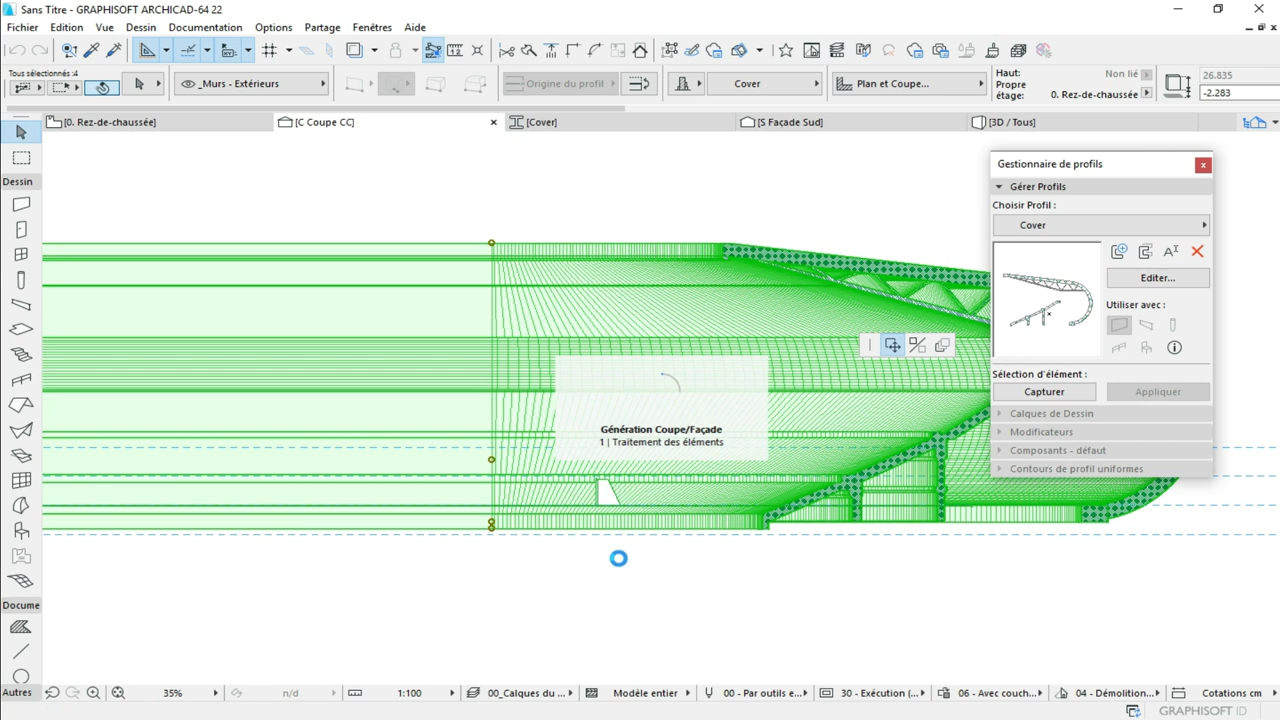 Sans Titre - GRAPHISOFT ARCHICAD-64 22
Fichier Edition Vue Dessin Documentation Options Partage Fenêtres Aide
Tous sélectionnés :4
_Murs - Extérieurs
Origine du profil
Cover
Plan et Coupe...
Haut: Non lié
Propre
étage: 0. Rez-de-chaussée
26.835
-2.283
[0. Rez-de-chaussée]
[C Coupe CC]
[Cover]
[S Façade Sud]
[3D / Tous]
Dessin
Gestionnaire de profils
Gérer Profils
Choisir Profil :
Cover
Editer...
Utiliser avec :
Sélection d'élément :
Capturer Appliquer
Calques de Dessin
Modificateurs
Composants - défaut
Contours de profil uniformes
Génération Coupe/Façade
1 | Traitement des éléments
Docume
Autres
35%
n/d
1:100
00_Calques du ...
Modèle entier
00 - Par outils e...
30 - Exécution (...
06 - Avec couch...
04 - Démolition...
Cotations cm
GRAPHISOFT ID